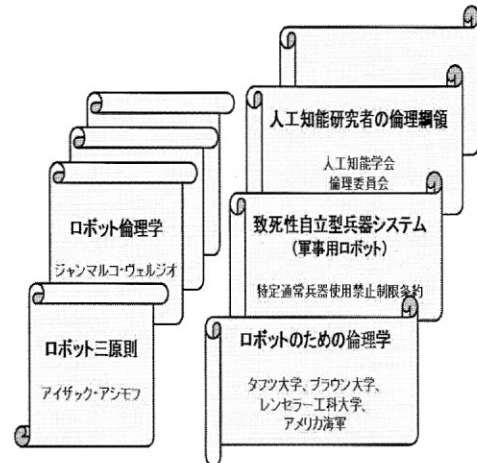 ロボット倫理学
ジャンマルコ・ヴェルジオ
ロボット三原則
アイザック・アシモフ
人工知能研究者の倫理綱領
人工知能学会
倫理委員会
致死性自立型兵器システム
(軍事用ロボット)
特定通常兵器使用禁止制限条約
ロボットのための倫理学
タフツ大学、ブラウン大学、
レンセラー工科大学、
アメリカ海軍